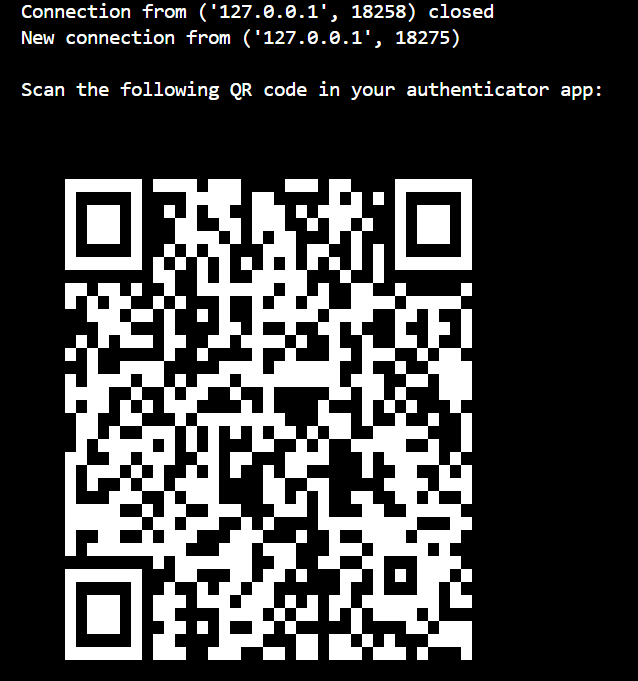 Connection from ('127.0.0.1', 18258) closed
New connection from ('127.0.0.1', 18275)
Scan the following QR code in your authenticator app: